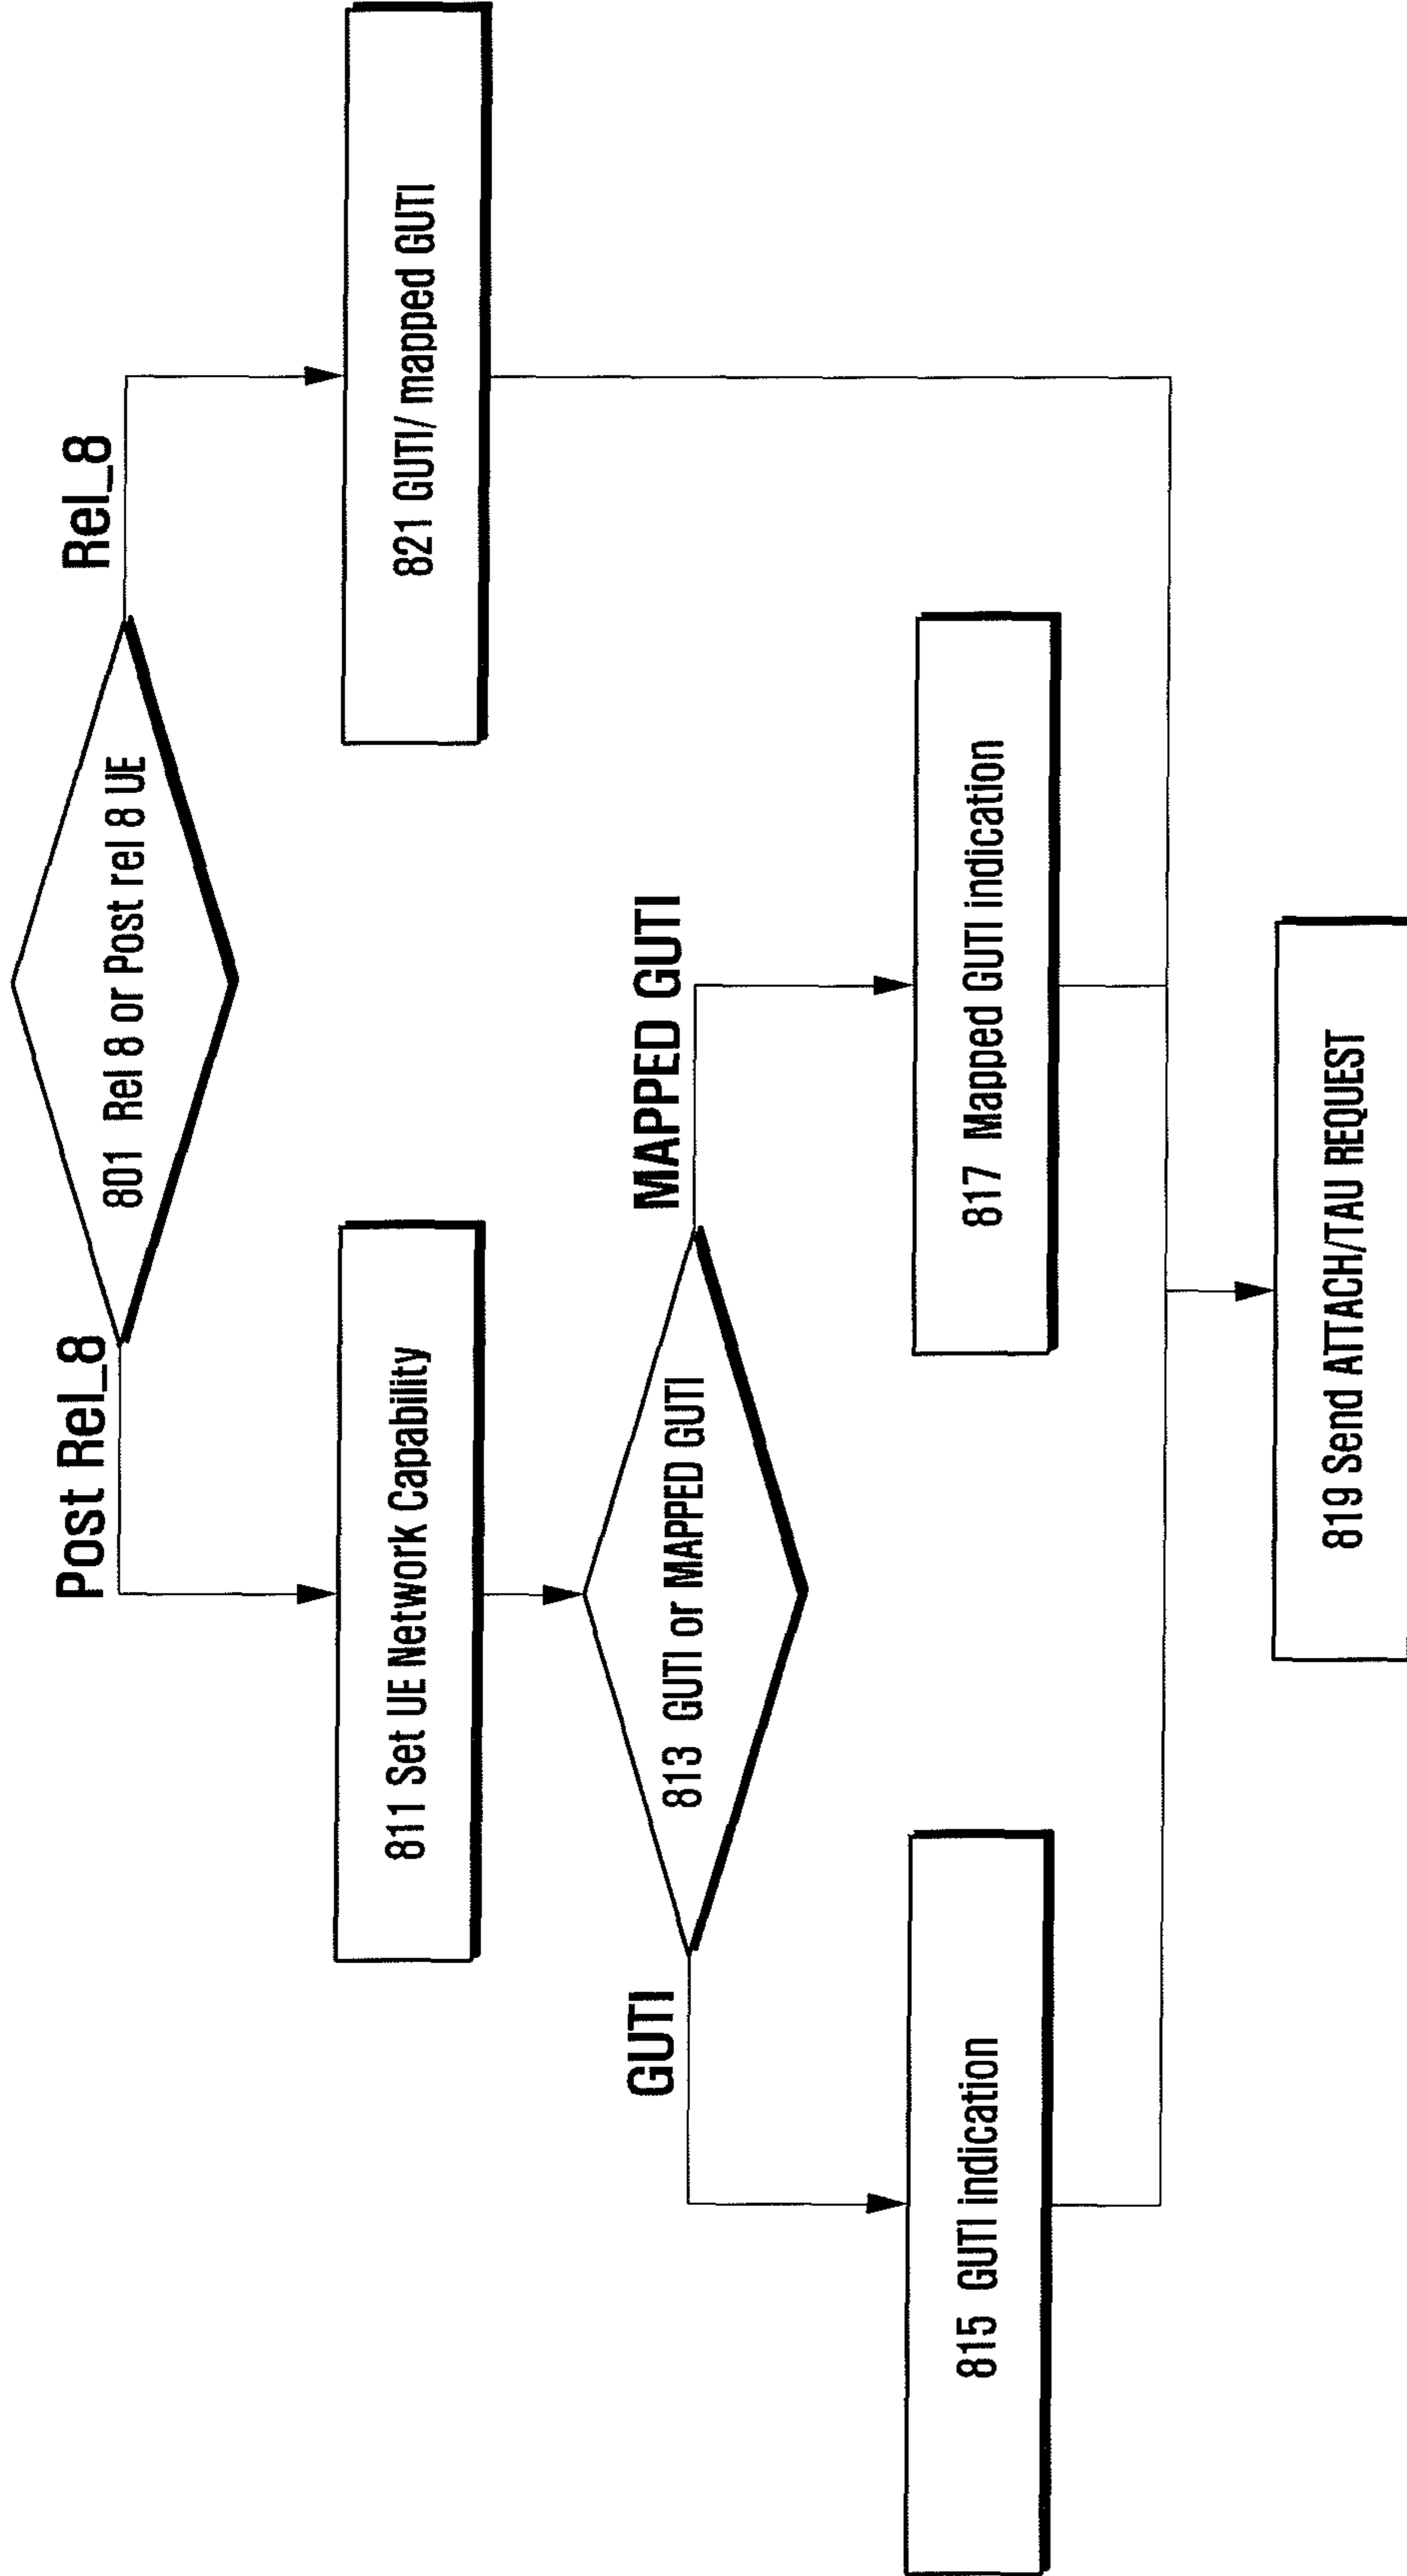 801 Rel 8 or Post rel 8 UE
Post Rel_8
Rel_8
811 Set UE Network Capability
821 GUTI/ mapped GUTI
813 GUTI or MAPPED GUTI
GUTI
MAPPED GUTI
815 GUTI indication
817 Mapped GUTI indication
819 Send ATTACH/TAU REQUEST